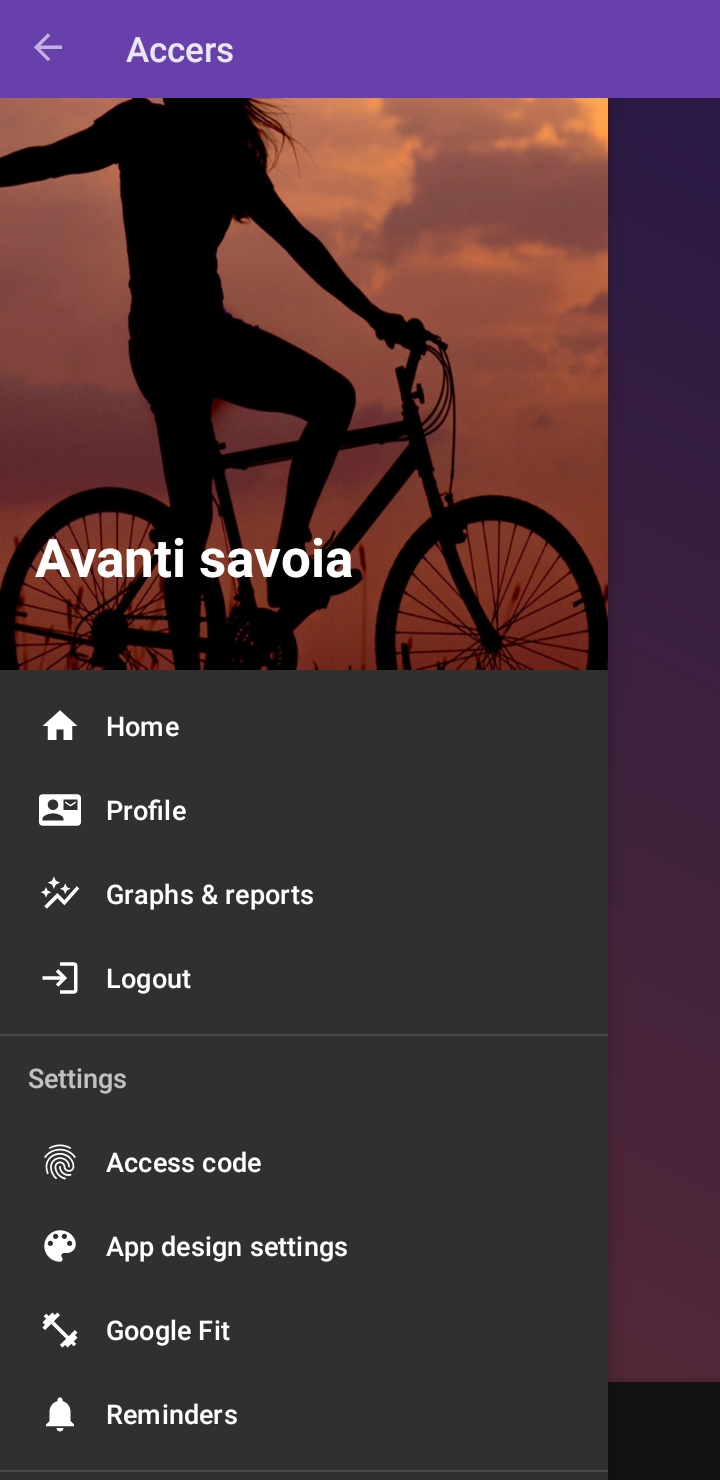 Accers
Avanti savoia
Home
Profile
Graphs & reports
Logout
Settings
Access code
App design settings
Google Fit
Reminders